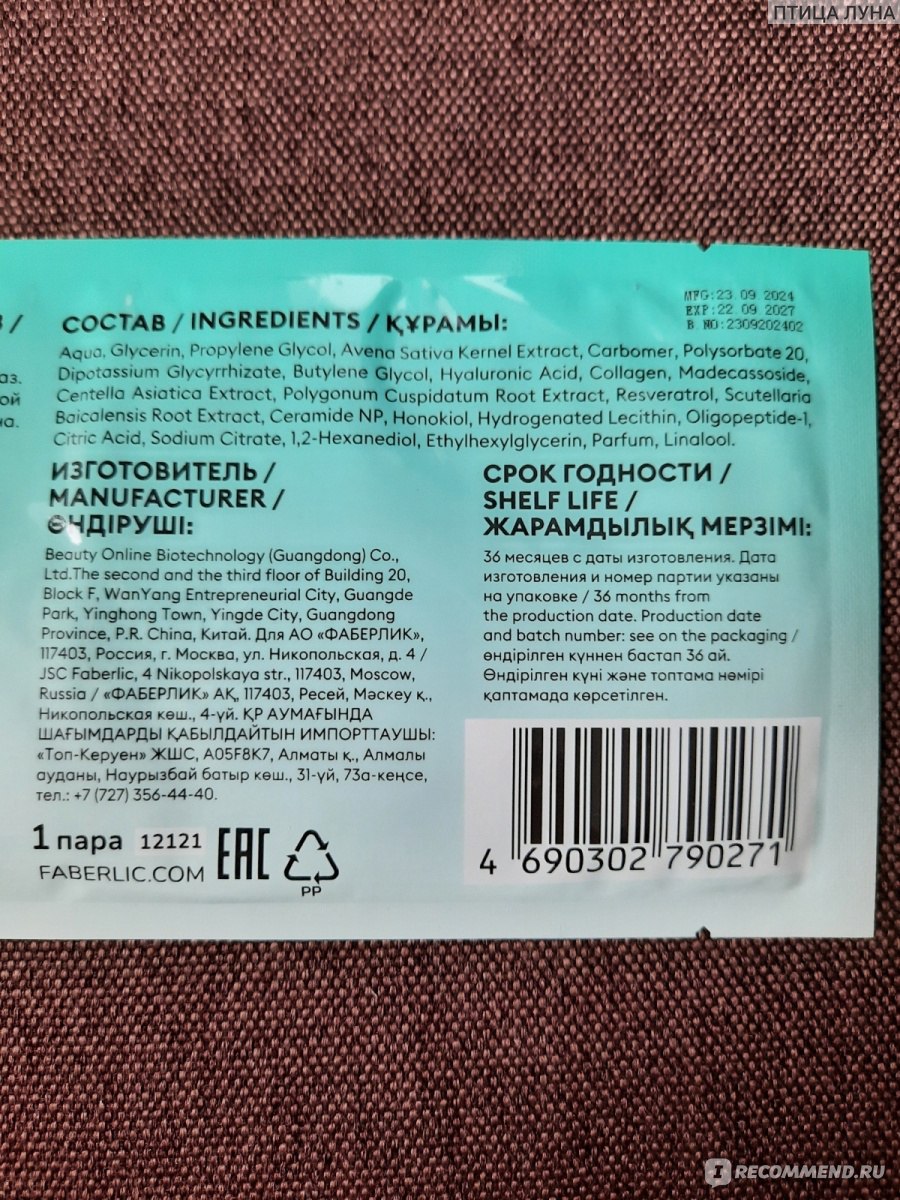 ПТИЦА ЛУНА
MFG:23.09.2024
EXP:22.09.2027
B.NO:2309202402
/ СОСТАВ / INGREDIENTS / ҚҰРАМЫ:
Aqua, Glycerin, Propylene Glycol, Avena Sativa Kernel Extract, Carbomer, Polysorbate 20,
Dipotassium Glycyrrhizate, Butylene Glycol, Hyaluronic Acid, Collagen, Madecassoside,
Centella Asiatica Extract, Polygonum Cuspidatum Root Extract, Resveratrol, Scutellaria
Baicalensis Root Extract, Ceramide NP, Honokiol, Hydrogenated Lecithin, Oligopeptide-1,
Citric Acid, Sodium Citrate, 1,2-Hexanediol, Ethylhexylglycerin, Parfum, Linalool.
ИЗГОТОВИТЕЛЬ /
MANUFACTURER /
ӨНДІРУШІ:
Beauty Online Biotechnology (Guangdong) Co.,
Ltd.The second and the third floor of Building 20,
Block F, WanYang Entrepreneurial City, Guangde
Park, Yinghong Town, Yingde City, Guangdong
Province, P.R. China, Китай. Для АО «ФАБЕРЛИК»,
117403, Россия, г. Москва, ул. Никопольская, д. 4 /
JSC Faberlic, 4 Nikopolskaya str., 117403, Moscow,
Russia / «ФАБЕРЛИК» АҚ, 117403, Ресей, Мәскеу қ.,
Никопольская көш., 4-үй. ҚР АУМАҒЫНДА
ШАҒЫМДАРДЫ ҚАБЫЛДАЙТЫН ИМПОРТТАУШЫ:
«Топ-Керуен» ЖШС, A05F8K7, Алматы қ., Алмалы
ауданы, Наурызбай батыр көш., 31-үй, 73а-кеңсе,
тел.: +7 (727) 356-44-40.
СРОК ГОДНОСТИ /
SHELF LIFE /
ЖАРАМДЫЛЫҚ МЕРЗІМІ:
36 месяцев с даты изготовления. Дата
изготовления и номер партии указаны
на упаковке / 36 months from
the production date. Production date
and batch number: see on the packaging /
өндірілген күннен бастап 36 ай.
Өндірілген күні және топтама нөмірі
қаптамада көрсетілген.
1 пара 12121 EAC
FABERLIC.COM
PP
4 690302 790271
RECOMMEND.RU